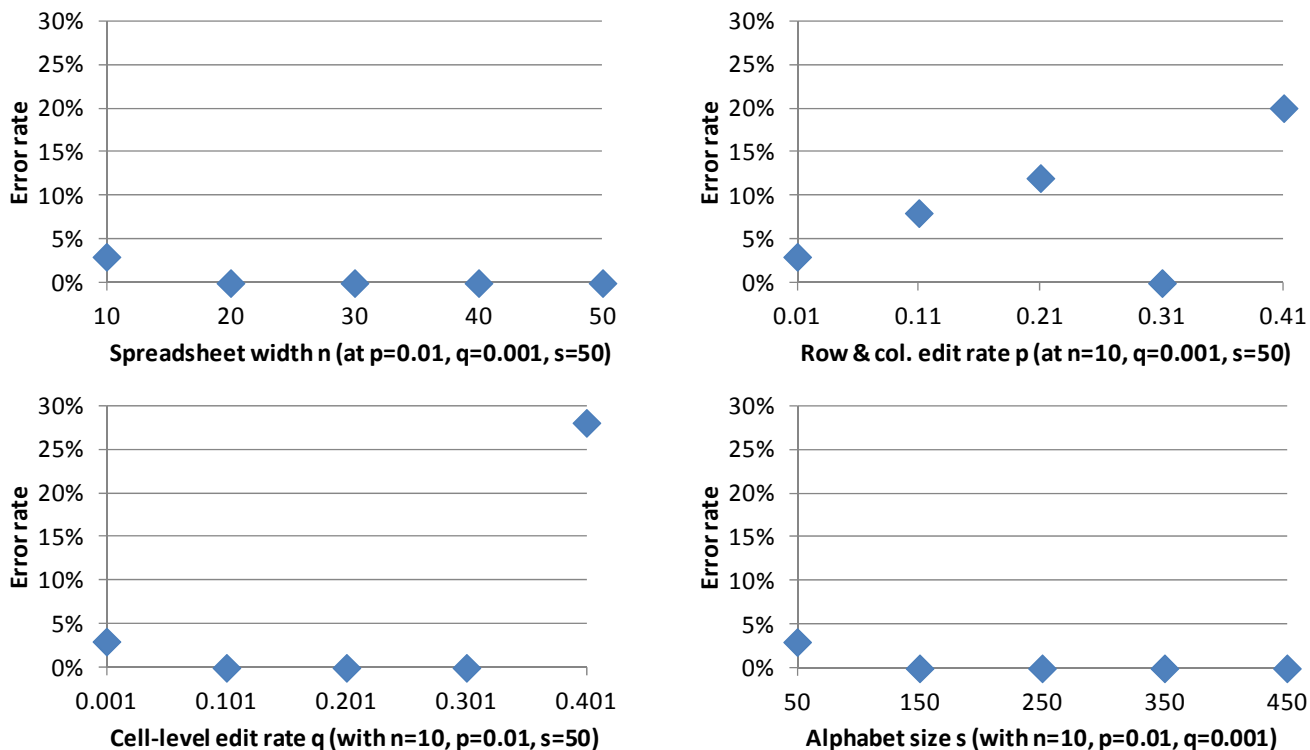 30%
25%
20%
15%
10%
5%
0%
Error rate
10 20 30 40 50
Spreadsheet width n (at p=0.01, q=0.001, s=50)
30%
25%
20%
15%
10%
5%
0%
Error rate
0.01 0.11 0.21 0.31 0.41
Row & col. edit rate p (at n=10, q=0.001, s=50)
30%
25%
20%
15%
10%
5%
0%
Error rate
0.001 0.101 0.201 0.301 0.401
Cell-level edit rate q (with n=10, p=0.01, s=50)
30%
25%
20%
15%
10%
5%
0%
Error rate
50 150 250 350 450
Alphabet size s (with n=10, p=0.01, q=0.001)